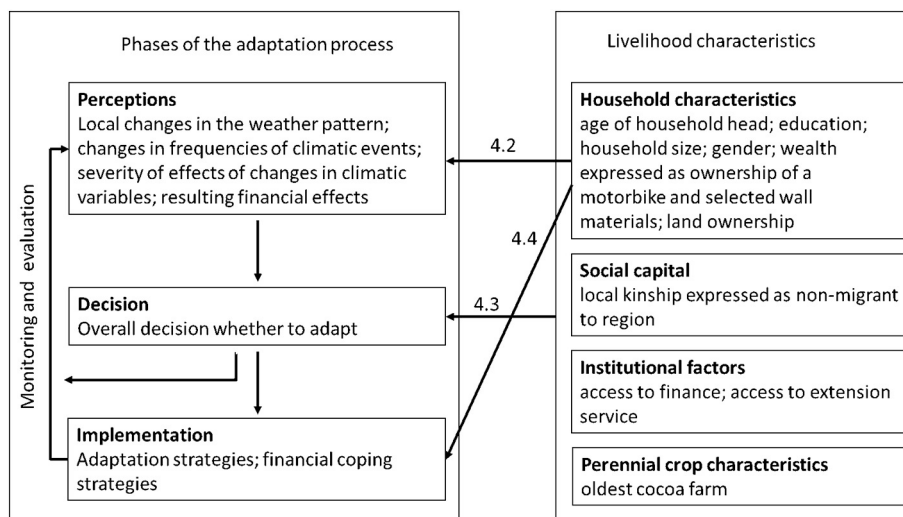 Phases of the adaptation process
Perceptions
Local changes in the weather pattern;
changes in frequencies of climatic events;
severity of effects of changes in climatic
variables; resulting financial effects
Decision
Overall decision whether to adapt
Implementation
Adaptation strategies; financial coping
strategies
Monitoring and evaluation
4.2
4.4
4.3
Livelihood characteristics
Household characteristics
age of household head; education;
household size; gender; wealth
expressed as ownership of a
motorbike and selected wall
materials; land ownership
Social capital
local kinship expressed as non-migrant
to region
Institutional factors
access to finance; access to extension
service
Perennial crop characteristics
oldest cocoa farm